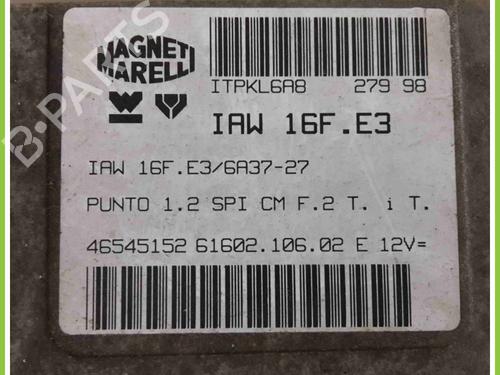 MAGNETI
MARELLI
ITPKL6A8 279 98
IAW 16F.E3
IAW 16F.E3/6A37-27
PUNTO 1.2 SPI CM F.2 T. i T.
46545152 61602.106.02 E 12V=
B-PARTS